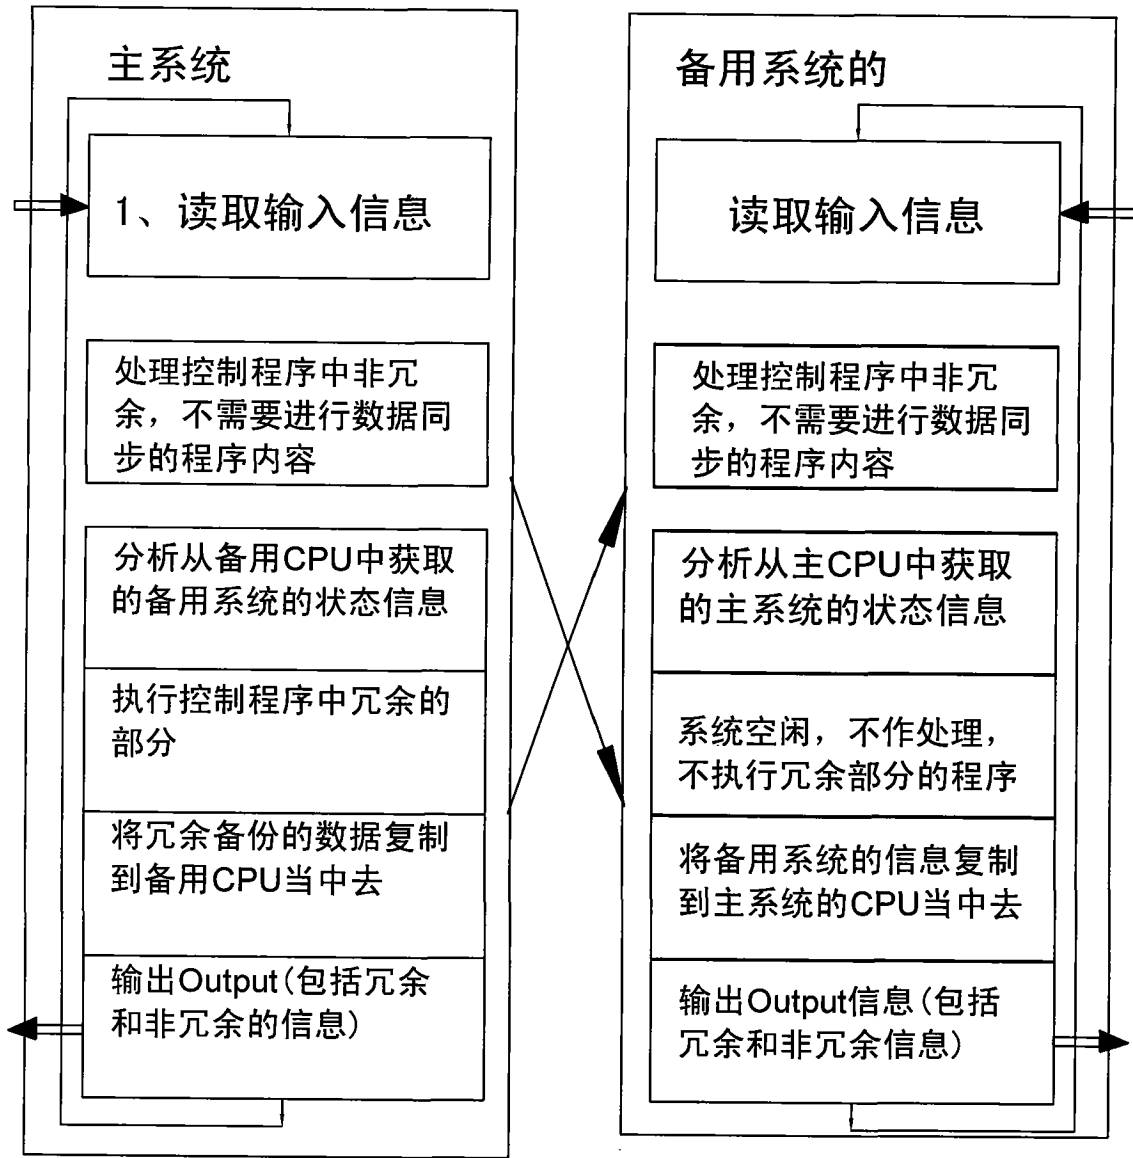 主系统
1、读取输入信息
处理控制程序中非冗
余，不需要进行数据同
步的程序内容
分析从备用CPU中获取
的备用系统的状态信息
执行控制程序中冗余的
部分
将冗余备份的数据复制
到备用CPU当中去
输出Output(包括冗余
和非冗余的信息)
备用系统的
读取输入信息
处理控制程序中非冗
余，不需要进行数据同
步的程序内容
分析从主CPU中获取
的主系统的状态信息
系统空闲，不作处理，
不执行冗余部分的程序
将备用系统的信息复制
到主系统的CPU当中去
输出Output信息(包括
冗余和非冗余信息)